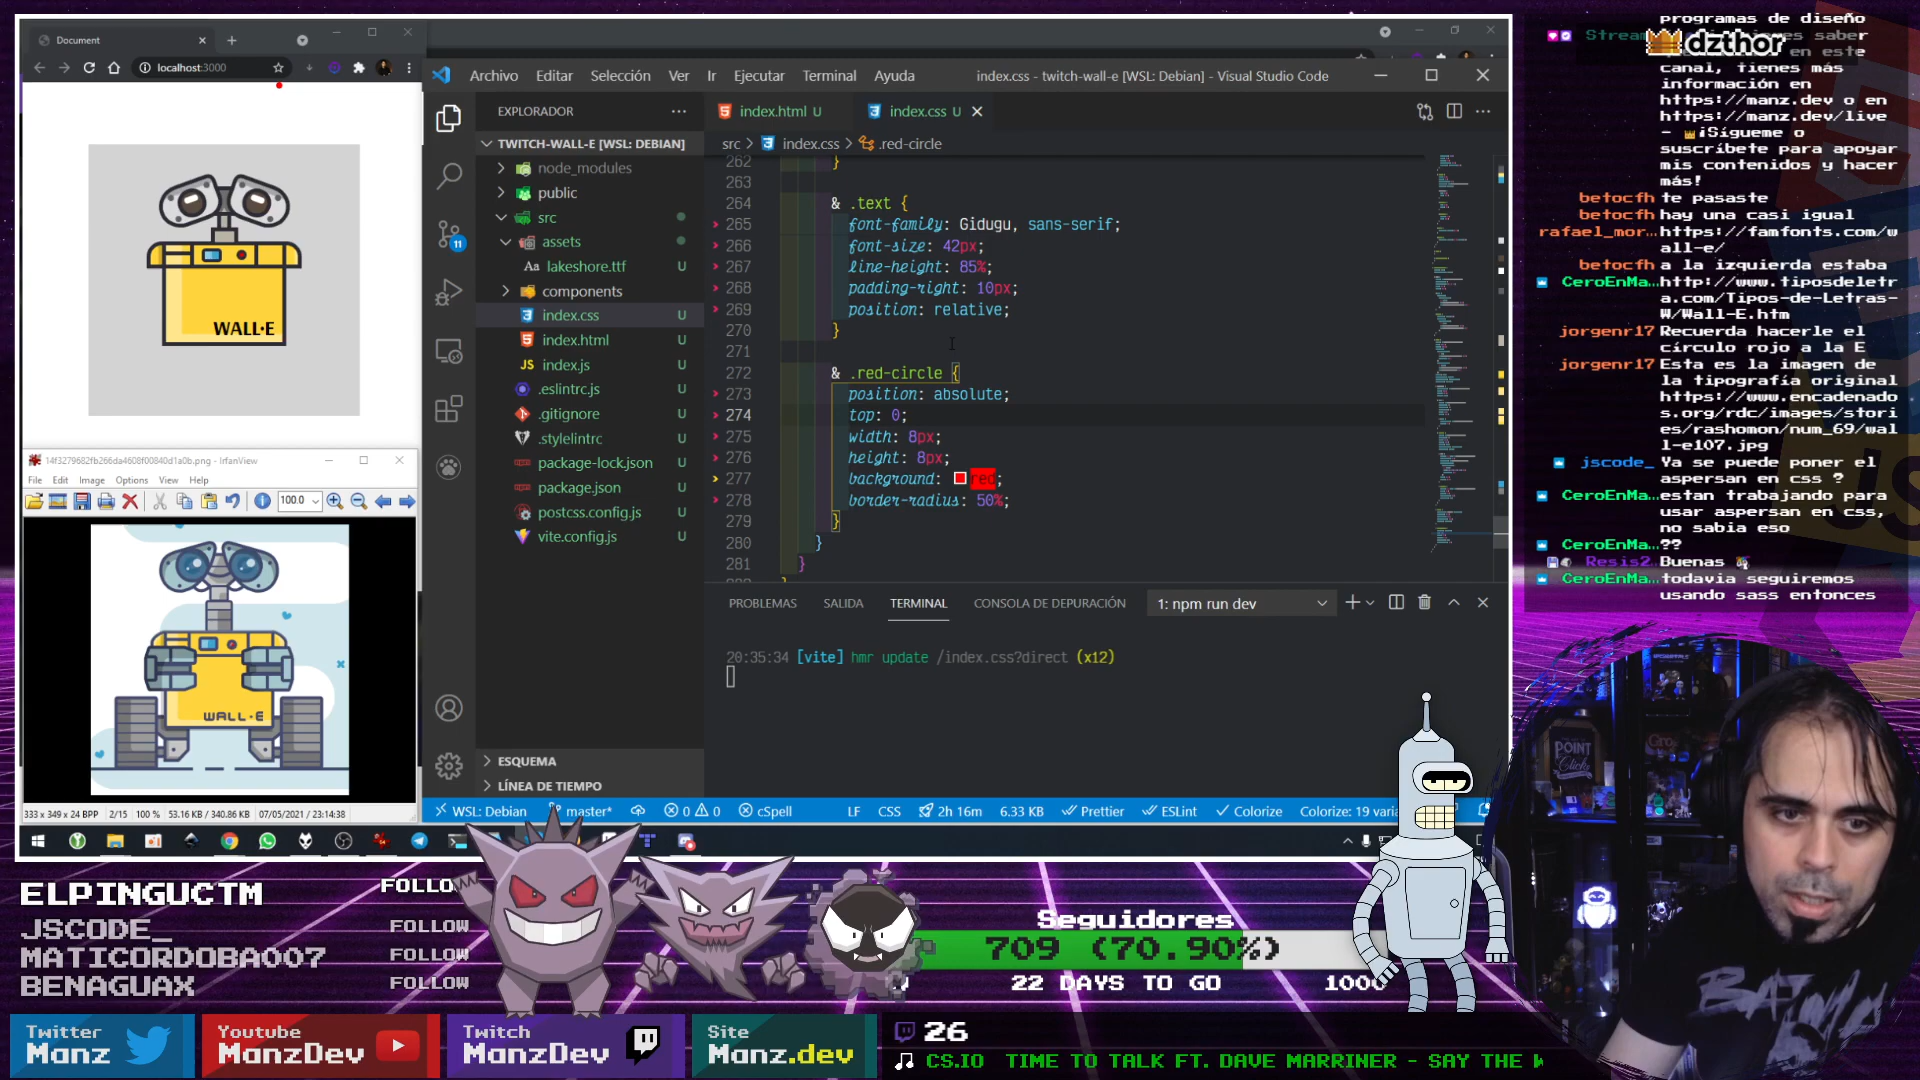 Document
localhost:3000
WALL·E
14f3279682fb266da4608f00840d1a0b.png - IrfanView
File Edit Image Options View Help
100.0
WALL·E
333 x 349 x 24 BPP 2/15 100 % 53.16 KB / 340.86 KB 07/05/2021 / 23:14:38
Archivo Editar Selección Ver Ir Ejecutar Terminal Ayuda
index.css - twitch-wall-e [WSL: Debian] - Visual Studio Code
EXPLORADOR
TWITCH-WALL-E [WSL: DEBIAN]
node_modules
public
src
assets
Aa lakeshore.ttf U
components
index.css U
index.html U
JS index.js U
.eslintrc.js U
.gitignore U
.stylelintrc U
package-lock.json U
package.json U
postcss.config.js U
vite.config.js U
ESQUEMA
LÍNEA DE TIEMPO
11
index.html U
index.css U
src > index.css > .red-circle
262 }
263
264 & .text {
265 font-family: Gidugu, sans-serif;
266 font-size: 42px;
267 line-height: 85%;
268 padding-right: 10px;
269 position: relative;
270 }
271
272 & .red-circle {
273 position: absolute;
274 top: 0;
275 width: 8px;
276 height: 8px;
277 background: red;
278 border-radius: 50%;
279 }
280 }
281 }
PROBLEMAS SALIDA TERMINAL CONSOLA DE DEPURACIÓN 1: npm run dev
20:35:34 [vite] hmr update /index.css?direct (x12)
WSL: Debian master* 0 0 cSpell LF CSS 2h 16m 6.33 KB Prettier ESLint Colorize Colorize: 19 varia
programas de diseño
dzthor
canal, tienes más
información en
https://manz.dev o en
https://manz.dev/live
- ¡Sígueme o
suscríbete para apoyar
mis contenidos y hacer
más!
betocfh te pasaste
betocfh hay una casi igual
rafael_mor... https://famfonts.com/w
all-e/
betocfh a la izquierda estaba
CeroEnMa... http://www.tiposdeletr
a.com/Tipos-de-Letras-
W/Wall-E.htm
jorgenr17 Recuerda hacerle el
círculo rojo a la E
jorgenr17 Esta es la imagen de
la tipografía original
https://www.encadenado
s.org/rdc/images/stori
es/rashomon/num_69/wal
l-e107.jpg
jscode_ Ya se puede poner el
aspersan en css ?
CeroEnMa... estan trabajando para
usar aspersan en css,
no sabia eso
CeroEnMa... ??
Resis2... Buenas
CeroEnMa... todavia seguiremos
usando sass entonces
POINT
Click
ELPINGUCTM FOLLO
JSCODE_ FOLLOW
MATICORDOBA007 FOLLOW
BENAGUAX FOLLOW
Seguidores
709 (70.90%)
22 DAYS TO GO 1000
Twitter
Manz
Youtube
ManzDev
Twitch
ManzDev
Site
Manz.dev
26
CS.IO TIME TO TALK FT. DAVE MARRINER - SAY THE W